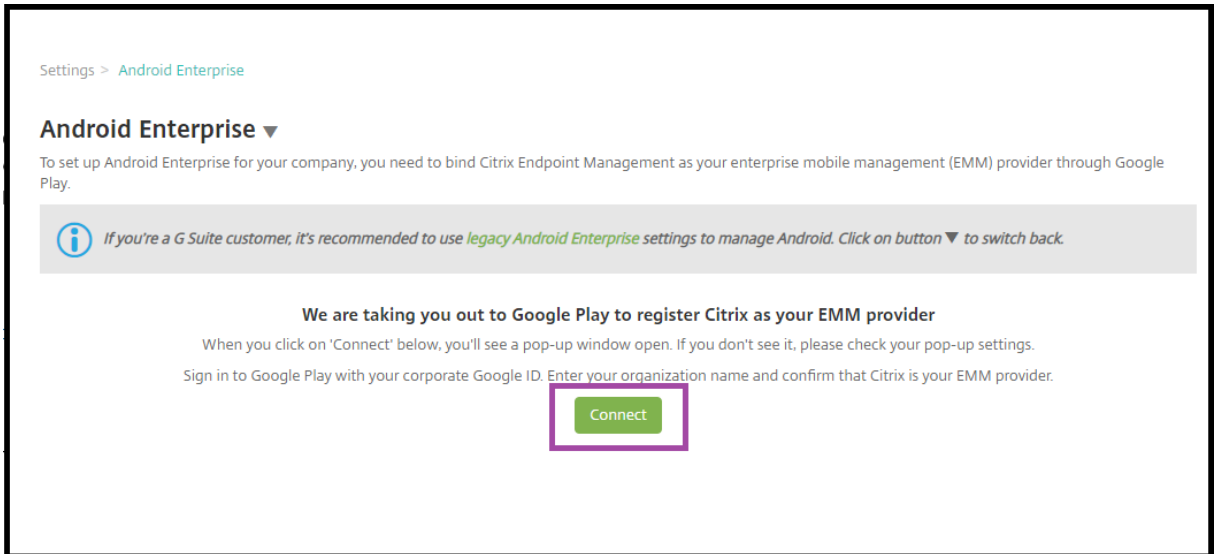 Settings > Android Enterprise
Android Enterprise ▼
To set up Android Enterprise for your company, you need to bind Citrix Endpoint Management as your enterprise mobile management (EMM) provider through Google
Play.
If you're a G Suite customer, it's recommended to use legacy Android Enterprise settings to manage Android. Click on button ▼ to switch back.
We are taking you out to Google Play to register Citrix as your EMM provider
When you click on 'Connect' below, you'll see a pop-up window open. If you don't see it, please check your pop-up settings.
Sign in to Google Play with your corporate Google ID. Enter your organization name and confirm that Citrix is your EMM provider.
Connect